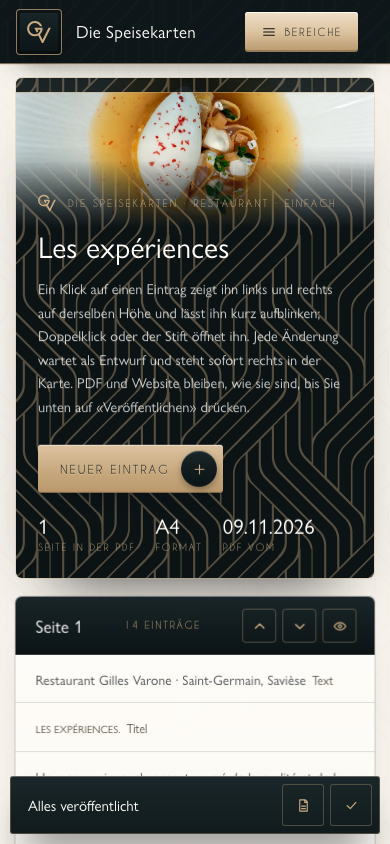 GV
Die Speisekarten
BEREICHE
GV DIE SPEISEKARTEN · RESTAURANT · EINFACH
Les expériences
Ein Klick auf einen Eintrag zeigt ihn links und rechts
auf derselben Höhe und lässt ihn kurz aufblinken;
Doppelklick oder der Stift öffnet ihn. Jede Änderung
wartet als Entwurf und steht sofort rechts in der
Karte. PDF und Website bleiben, wie sie sind, bis Sie
unten auf «Veröffentlichen» drücken.
NEUER EINTRAG
1 A4 09.11.2026
SEITE IN DER PDF FORMAT PDF VOM
Seite 1 14 EINTRÄGE
Restaurant Gilles Varone · Saint-Germain, Savièse Text
LES EXPÉRIENCES. Titel
Alles veröffentlicht